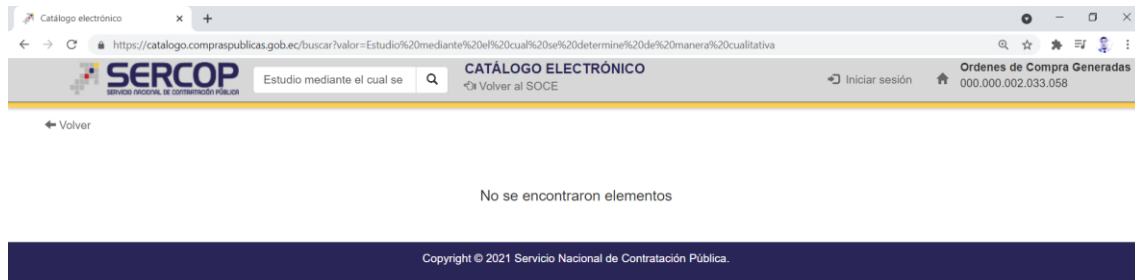 Catálogo electrónico
https://catalogo.compraspublicas.gob.ec/buscar?valor=Estudio%20mediante%20el%20cual%20se%20determine%20de%20manera%20cualitativa
SERCOP
SERVICIO NACIONAL DE CONTRATACIÓN PÚBLICA
Estudio mediante el cual se
CATÁLOGO ELECTRÓNICO
Volver al SOCE
Iniciar sesión
Ordenes de Compra Generadas
000.000.002.033.058
Volver
No se encontraron elementos
Copyright © 2021 Servicio Nacional de Contratación Pública.